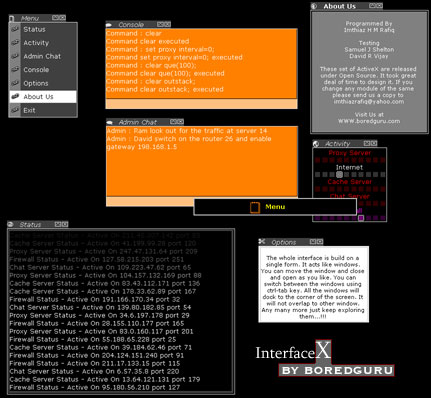 Menu
Status
Activity
Admin Chat
Console
Options
About Us
Exit
Console
Command : clear
Command clear executed
Command : set proxy interval=0;
Command set proxy interval=0; executed
Command : clear que(100);
Command clear que(100); executed
Command : clear outstack;
Command clear outstack; executed
About Us
Programmed By
Imthiaz H M Rafiq
Testing
Samuel J Shelton
David R Vijay
These set of ActiveX are released
under Open Source. It took great
deal of time to design it. If you
change any module of the same
please send us a copy to
imthiazrafiq@yahoo.com
Visit Us at
WWW.BOREDGURU.com
Admin Chat
Admin : Ram look out for the traffic at server 14
Admin : David switch on the router 26 and enable
gateway 198.168.1.5
Activity
Proxy Server
Internet
Cache Server
Chat Server
Menu
Status
Cache Server Status - Active On 41.199.99.28 port 120
Cache Server Status - Active On 247.47.131.64 port 209
Firewall Status - Active On 127.58.215.203 port 251
Chat Server Status - Active On 109.223.47.82 port 65
Proxy Server Status - Active On 104.157.132.169 port 88
Cache Server Status - Active On 83.43.112.171 port 136
Cache Server Status - Active On 178.33.62.89 port 167
Firewall Status - Active On 191.166.170.34 port 32
Chat Server Status - Active On 139.80.182.85 port 54
Proxy Server Status - Active On 34.6.197.178 port 29
Firewall Status - Active On 28.155.110.177 port 165
Proxy Server Status - Active On 83.0.160.117 port 201
Firewall Status - Active On 55.188.65.228 port 25
Cache Server Status - Active On 39.184.62.46 port 71
Firewall Status - Active On 204.124.151.240 port 91
Firewall Status - Active On 211.17.133.15 port 115
Chat Server Status - Active On 6.57.35.8 port 220
Cache Server Status - Active On 13.64.121.131 port 179
Firewall Status - Active On 95.180.56.210 port 127
Options
The whole interface is build on a
single form. It acts like windows.
You can move the window and close
and open as you like. You can
switch between the windows using
ctrl-tab key. All the windows will
dock to the corner of the screen. It
will not overlap to other window.
Any many more just keep exploring
them...!!!
InterfaceX
BY BOREDGURU